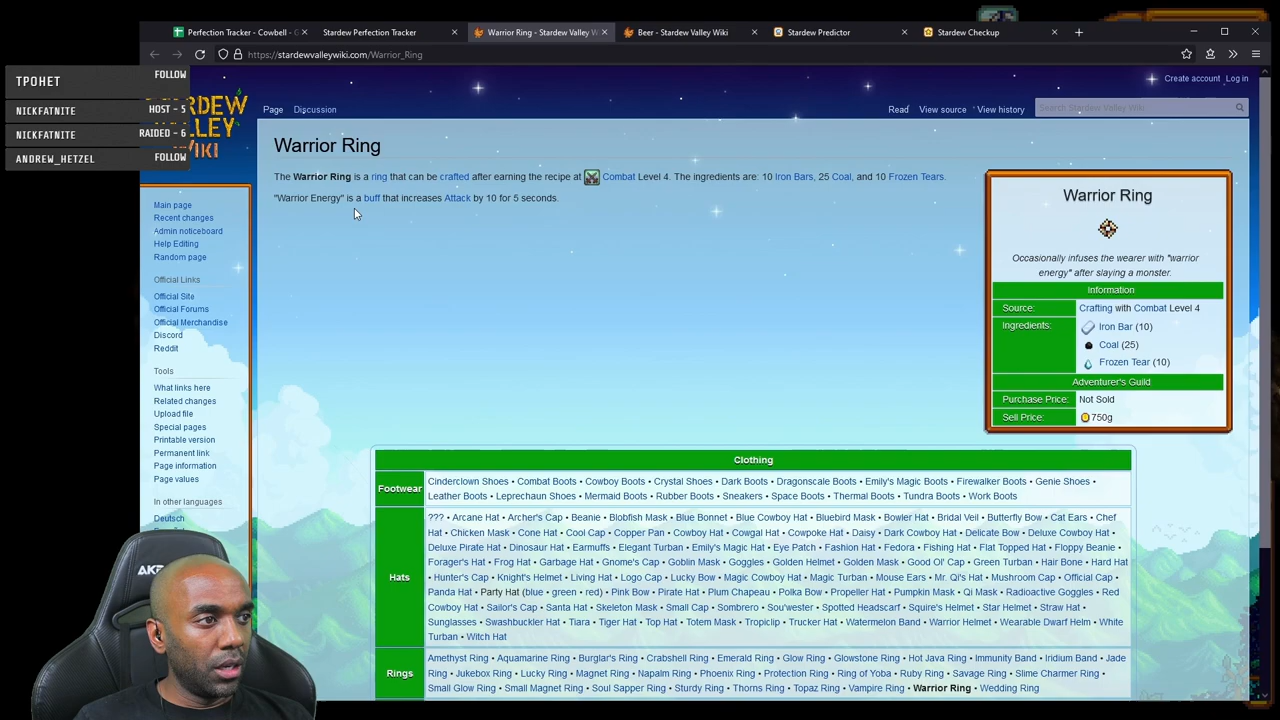 Perfection Tracker - Cowbell - G
Stardew Perfection Tracker
Warrior Ring - Stardew Valley W
Beer - Stardew Valley Wiki
Stardew Predictor
Stardew Checkup
https://stardewvalleywiki.com/Warrior_Ring
TPOHET FOLLOW
NICKFATNITE HOST - 5
NICKFATNITE RAIDED - 6
ANDREW_HETZEL FOLLOW
Create account Log in
Page Discussion
Read View source View history
Search Stardew Valley Wiki
Warrior Ring
The Warrior Ring is a ring that can be crafted after earning the recipe at Combat Level 4. The ingredients are: 10 Iron Bars, 25 Coal, and 10 Frozen Tears.
"Warrior Energy" is a buff that increases Attack by 10 for 5 seconds.
Main page
Recent changes
Admin noticeboard
Help Editing
Random page
Official Links
Official Site
Official Forums
Official Merchandise
Discord
Reddit
Tools
What links here
Related changes
Upload file
Special pages
Printable version
Permanent link
Page information
Page values
In other languages
Deutsch
Warrior Ring
Occasionally infuses the wearer with "warrior
energy" after slaying a monster.
Information
Source: Crafting with Combat Level 4
Ingredients: Iron Bar (10)
Coal (25)
Frozen Tear (10)
Adventurer's Guild
Purchase Price: Not Sold
Sell Price: 750g
Clothing
Footwear
Cinderclown Shoes • Combat Boots • Cowboy Boots • Crystal Shoes • Dark Boots • Dragonscale Boots • Emily's Magic Boots • Firewalker Boots • Genie Shoes •
Leather Boots • Leprechaun Shoes • Mermaid Boots • Rubber Boots • Sneakers • Space Boots • Thermal Boots • Tundra Boots • Work Boots
Hats
??? • Arcane Hat • Archer's Cap • Beanie • Blobfish Mask • Blue Bonnet • Blue Cowboy Hat • Bluebird Mask • Bowler Hat • Bridal Veil • Butterfly Bow • Cat Ears • Chef
Hat • Chicken Mask • Cone Hat • Cool Cap • Copper Pan • Cowboy Hat • Cowgal Hat • Cowpoke Hat • Daisy • Dark Cowboy Hat • Delicate Bow • Deluxe Cowboy Hat •
Deluxe Pirate Hat • Dinosaur Hat • Earmuffs • Elegant Turban • Emily's Magic Hat • Eye Patch • Fashion Hat • Fedora • Fishing Hat • Flat Topped Hat • Floppy Beanie •
Forager's Hat • Frog Hat • Garbage Hat • Gnome's Cap • Goblin Mask • Goggles • Golden Helmet • Golden Mask • Good Ol' Cap • Green Turban • Hair Bone • Hard Hat
• Hunter's Cap • Knight's Helmet • Living Hat • Logo Cap • Lucky Bow • Magic Cowboy Hat • Magic Turban • Mouse Ears • Mr. Qi's Hat • Mushroom Cap • Official Cap •
Panda Hat • Party Hat (blue • green • red) • Pink Bow • Pirate Hat • Plum Chapeau • Polka Bow • Propeller Hat • Pumpkin Mask • Qi Mask • Radioactive Goggles • Red
Cowboy Hat • Sailor's Cap • Santa Hat • Skeleton Mask • Small Cap • Sombrero • Sou'wester • Spotted Headscarf • Squire's Helmet • Star Helmet • Straw Hat •
Sunglasses • Swashbuckler Hat • Tiara • Tiger Hat • Top Hat • Totem Mask • Tropiclip • Trucker Hat • Watermelon Band • Warrior Helmet • Wearable Dwarf Helm • White
Turban • Witch Hat
Rings
Amethyst Ring • Aquamarine Ring • Burglar's Ring • Crabshell Ring • Emerald Ring • Glow Ring • Glowstone Ring • Hot Java Ring • Immunity Band • Iridium Band • Jade
Ring • Jukebox Ring • Lucky Ring • Magnet Ring • Napalm Ring • Phoenix Ring • Protection Ring • Ring of Yoba • Ruby Ring • Savage Ring • Slime Charmer Ring •
Small Glow Ring • Small Magnet Ring • Soul Sapper Ring • Sturdy Ring • Thorns Ring • Topaz Ring • Vampire Ring • Warrior Ring • Wedding Ring